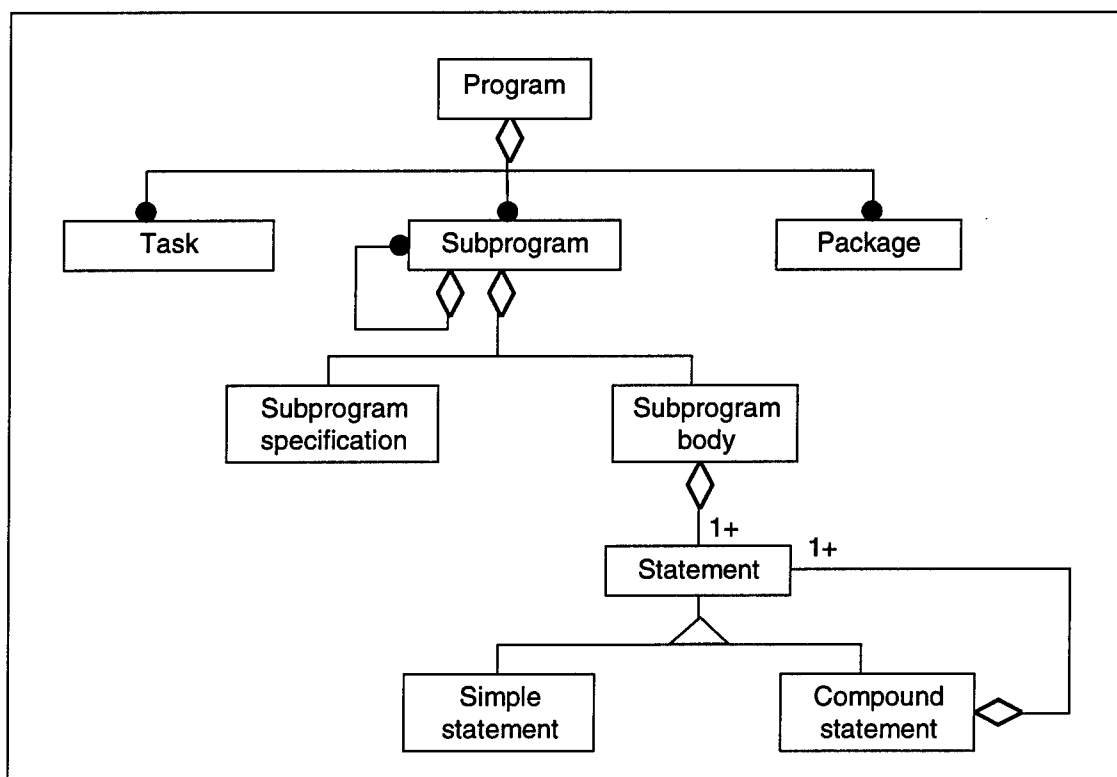 Program
Task
Subprogram
Package
Subprogram
specification
Subprogram
body
1+
1+
Statement
Simple
statement
Compound
statement